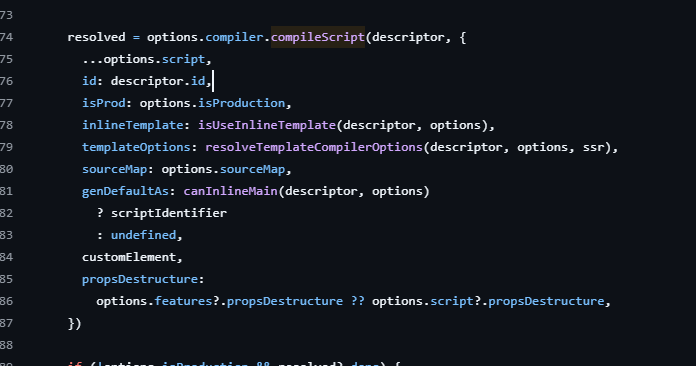 73
74 resolved = options.compiler.compileScript(descriptor, {
75 ...options.script,
76 id: descriptor.id,
77 isProd: options.isProduction,
78 inlineTemplate: isUseInlineTemplate(descriptor, options),
79 templateOptions: resolveTemplateCompilerOptions(descriptor, options, ssr),
80 sourceMap: options.sourceMap,
81 genDefaultAs: canInlineMain(descriptor, options)
82 ? scriptIdentifier
83 : undefined,
84 customElement,
85 propsDestructure:
86 options.features?.propsDestructure ?? options.script?.propsDestructure,
87 })
88